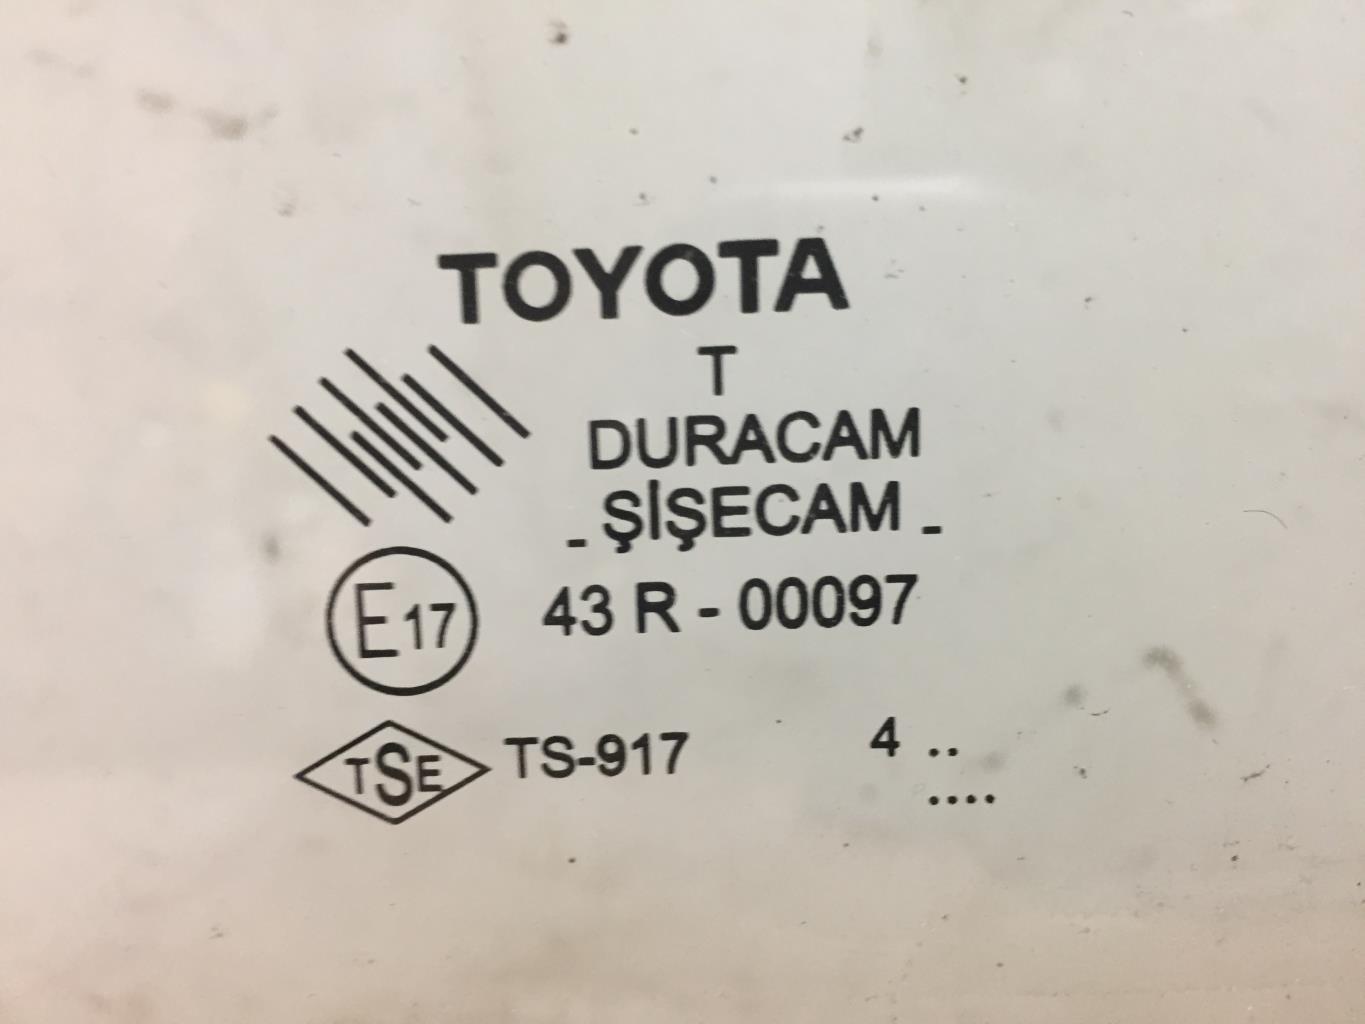 TOYOTA
T
DURACAM
- ŞİŞECAM -
E17 43 R - 00097
TSE TS-917 4 ..
....